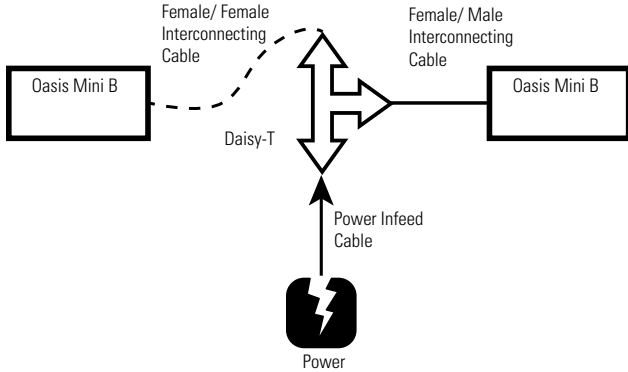 Female/ Female
Interconnecting
Cable
Female/ Male
Interconnecting
Cable
Oasis Mini B
Oasis Mini B
Daisy-T
Power Infeed
Cable
Power